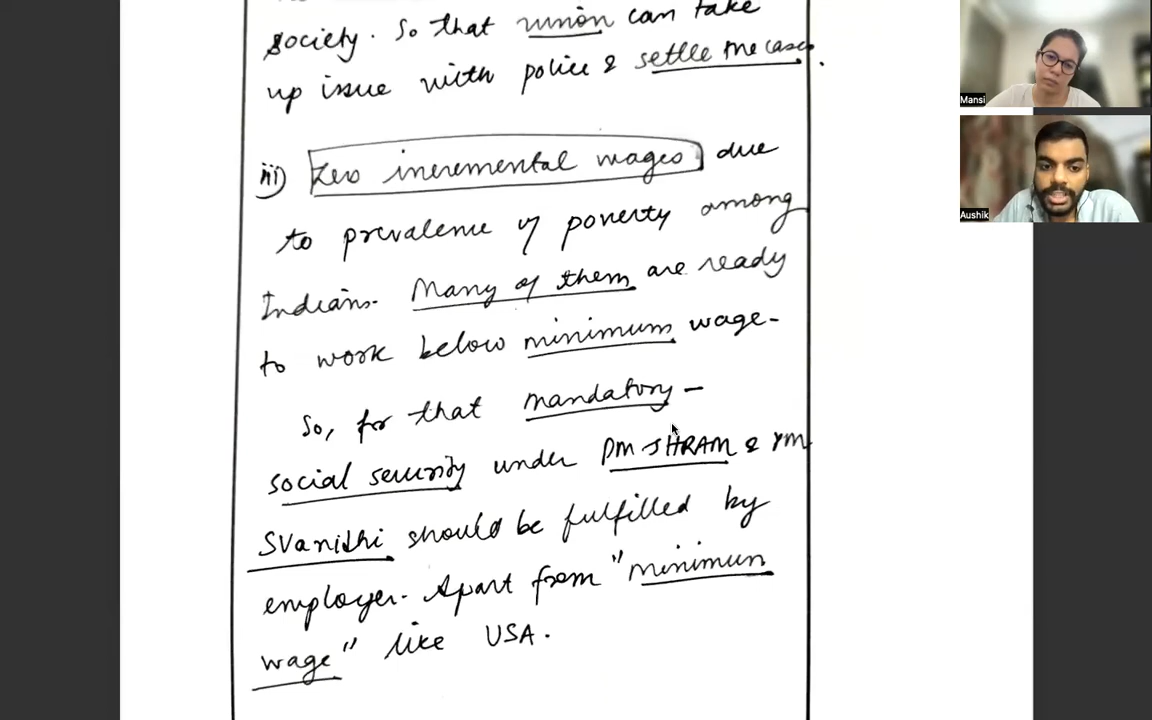 society. So that union can take
up issue with police & settle the cases.
iii) Zero incremental wages due
to prevalence of poverty among
Indians. Many of them are ready
to work below minimum wage.
So, for that mandatory -
social security under PM SHRAM & PM
SVanidhi should be fulfilled by
employer. Apart from "minimum
wage" like USA.
Mansi
Aushik